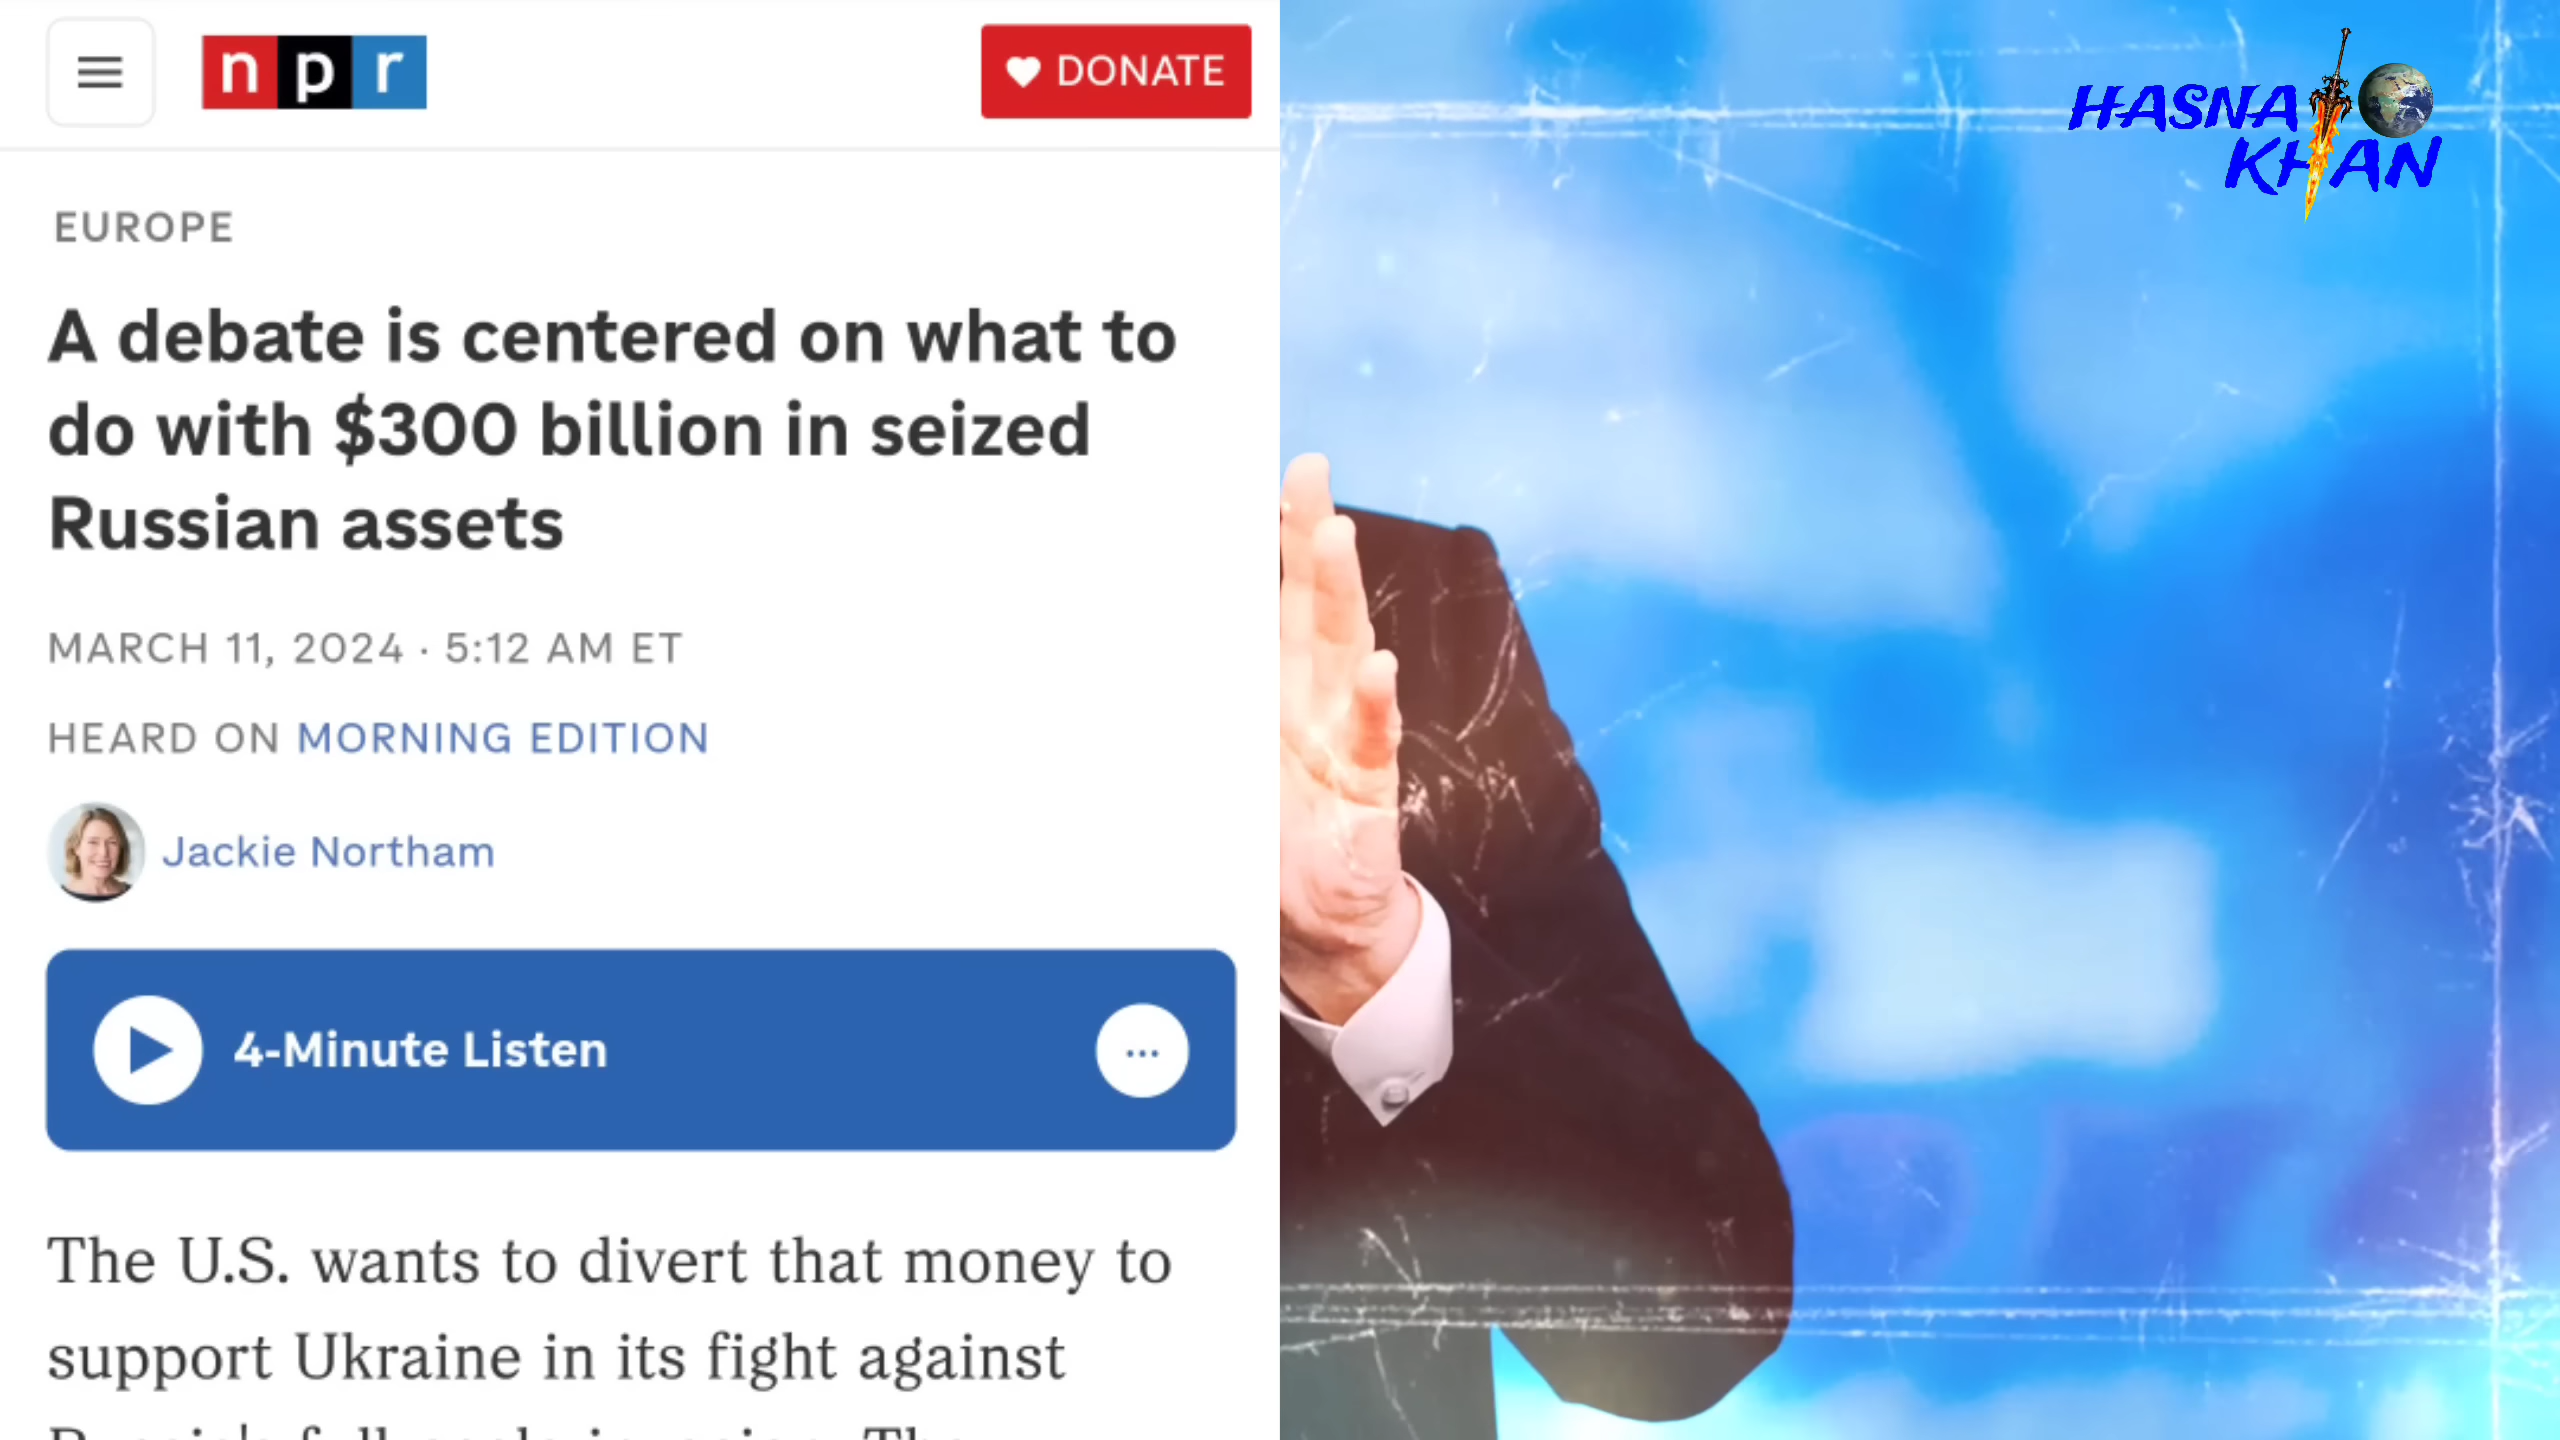 npr
DONATE
EUROPE
A debate is centered on what to
do with $300 billion in seized
Russian assets
MARCH 11, 2024 · 5:12 AM ET
HEARD ON MORNING EDITION
Jackie Northam
4-Minute Listen
The U.S. wants to divert that money to
support Ukraine in its fight against
HASNA
KHAN